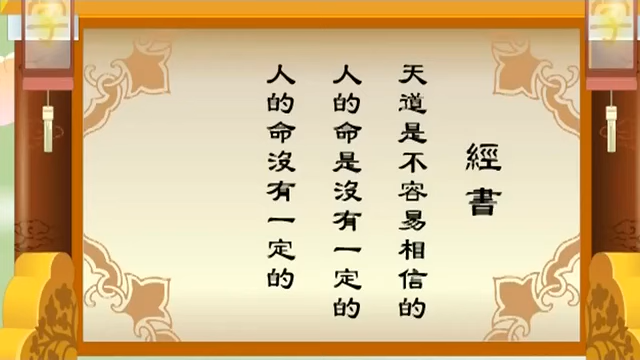 經書
天道是不容易相信的
人的命是沒有一定的
人的命沒有一定的